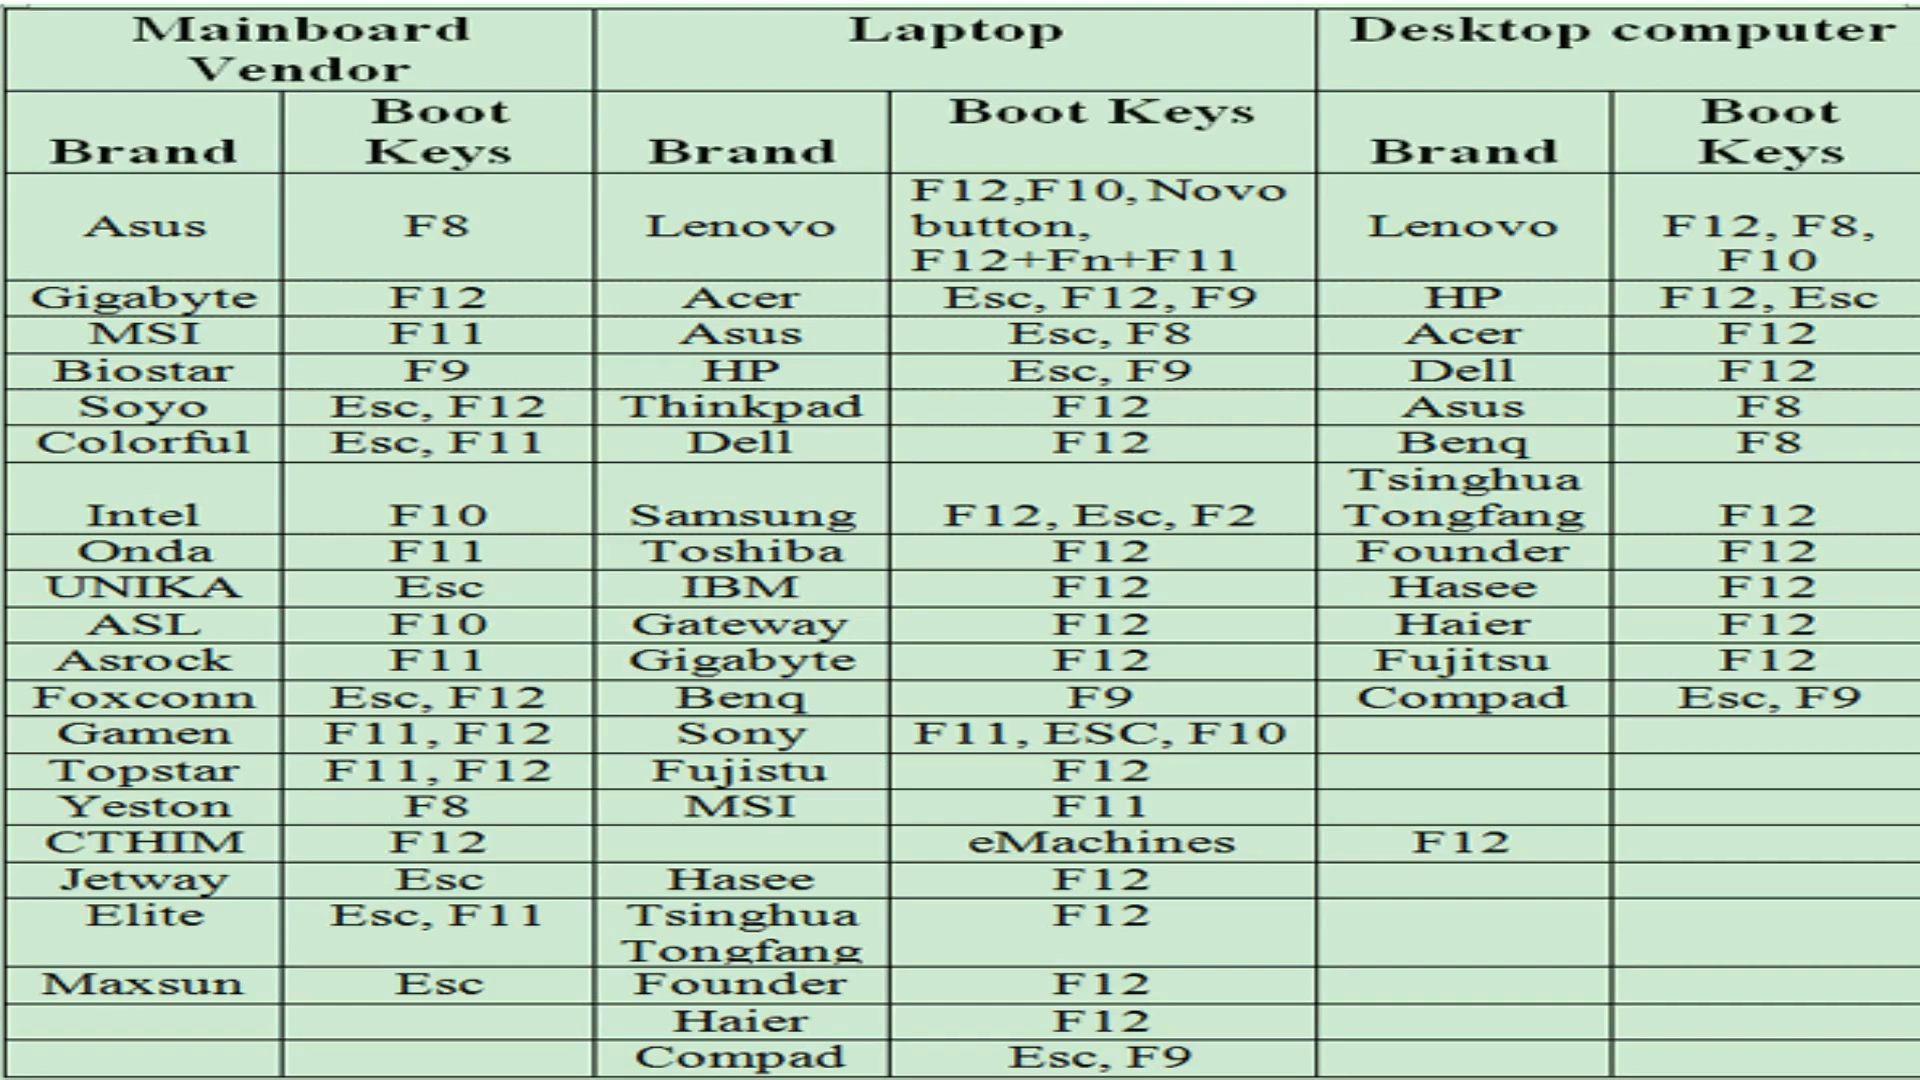 Mainboard Vendor Laptop Desktop computer
Brand Boot Keys Brand Boot Keys Brand Boot Keys
Asus F8 Lenovo F12,F10, Novo button, F12+Fn+F11 Lenovo F12, F8, F10
Gigabyte F12 Acer Esc, F12, F9 HP F12, Esc
MSI F11 Asus Esc, F8 Acer F12
Biostar F9 HP Esc, F9 Dell F12
Soyo Esc, F12 Thinkpad F12 Asus F8
Colorful Esc, F11 Dell F12 Benq F8
Intel F10 Samsung F12, Esc, F2 Tsinghua Tongfang F12
Onda F11 Toshiba F12 Founder F12
UNIKA Esc IBM F12 Hasee F12
ASL F10 Gateway F12 Haier F12
Asrock F11 Gigabyte F12 Fujitsu F12
Foxconn Esc, F12 Benq F9 Compad Esc, F9
Gamen F11, F12 Sony F11, ESC, F10
Topstar F11, F12 Fujistu F12
Yeston F8 MSI F11
CTHIM F12 eMachines F12
Jetway Esc Hasee F12
Elite Esc, F11 Tsinghua Tongfang F12
Maxsun Esc Founder F12
Haier F12
Compad Esc, F9